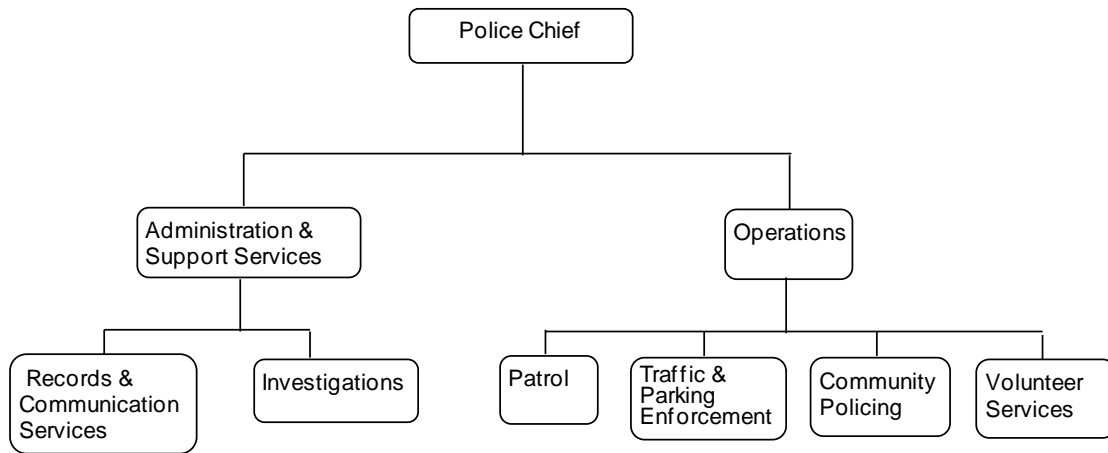 Police Chief
Administration &
Support Services
Operations
Records &
Communication
Services
Investigations
Patrol
Traffic &
Parking
Enforcement
Community
Policing
Volunteer
Services